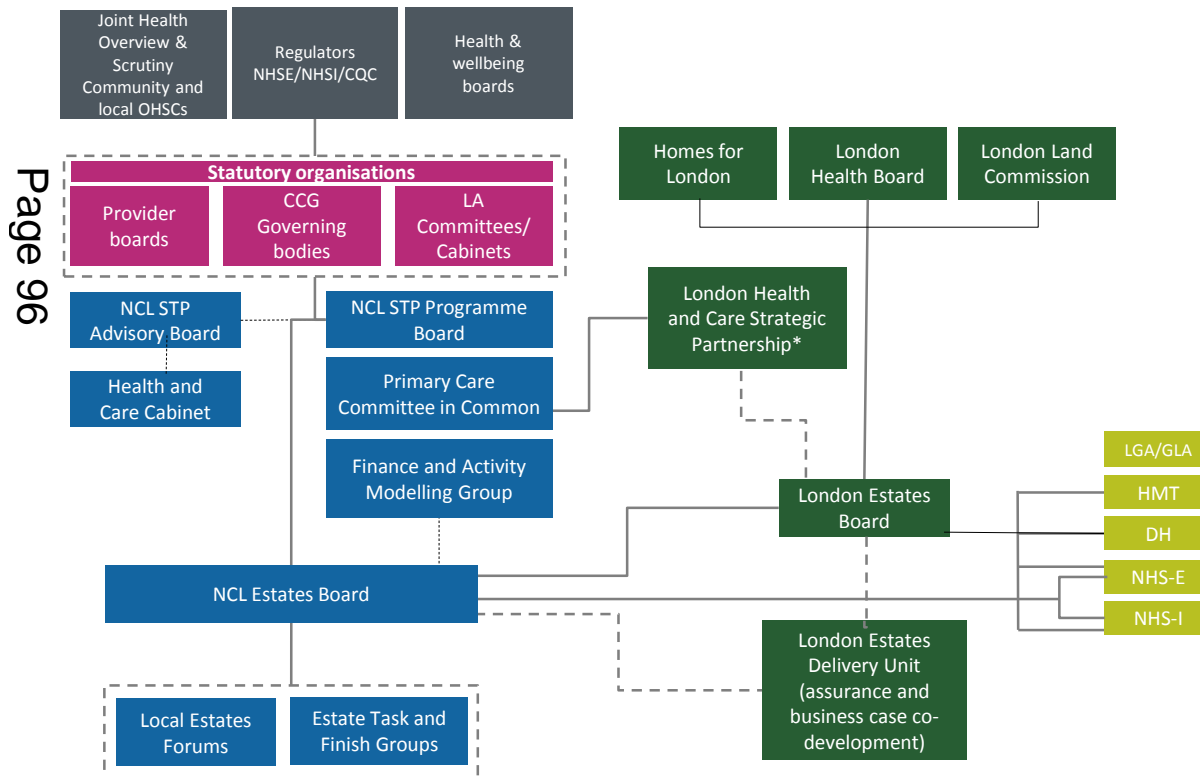 Joint Health
Overview &
Scrutiny
Community and
local OHSCs
Regulators
NHSE/NHSI/CQC
Health &
wellbeing
boards
Statutory organisations
Provider
boards
CCG
Governing
bodies
LA
Committees/
Cabinets
Homes for
London
London
Health Board
London Land
Commission
Page 96
NCL STP
Advisory Board
NCL STP Programme
Board
London Health
and Care Strategic
Partnership*
Health and
Care Cabinet
Primary Care
Committee in Common
Finance and Activity
Modelling Group
London Estates
Board
LGA/GLA
HMT
DH
NHS-E
NHS-I
NCL Estates Board
London Estates
Delivery Unit
(assurance and
business case co-
development)
Local Estates
Forums
Estate Task and
Finish Groups